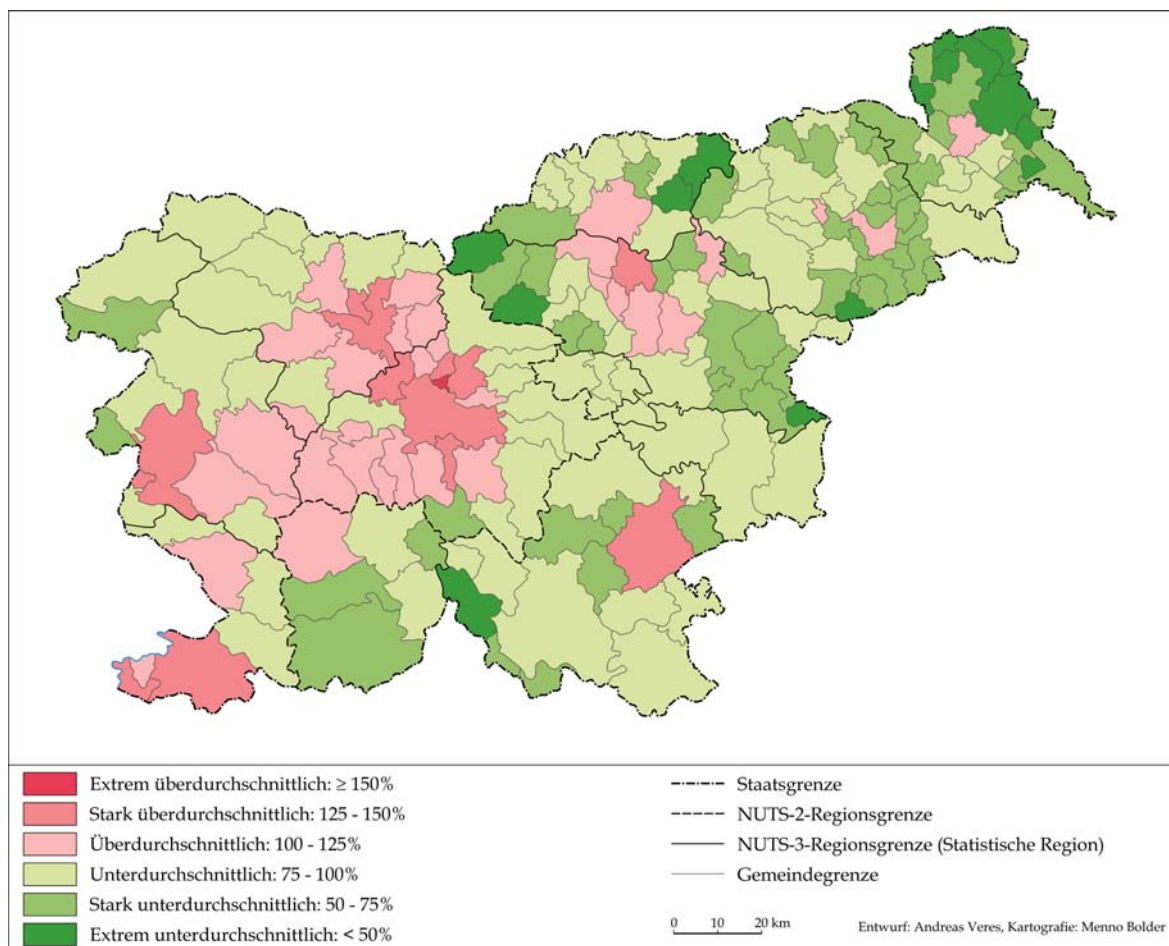 Extrem überdurchschnittlich: ≥ 150%
Stark überdurchschnittlich: 125 - 150%
Überdurchschnittlich: 100 - 125%
Unterdurchschnittlich: 75 - 100%
Stark unterdurchschnittlich: 50 - 75%
Extrem unterdurchschnittlich: < 50%
Staatsgrenze
NUTS-2-Regionsgrenze
NUTS-3-Regionsgrenze (Statistische Region)
Gemeindegrenze
0 20 km
Entwurf: Andreas Veres, Kartografie: Menno Bolder